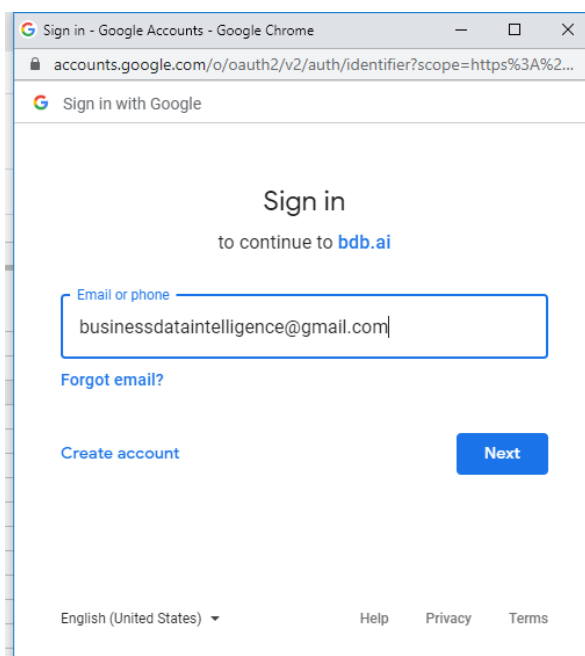 Sign in - Google Accounts - Google Chrome
accounts.google.com/o/oauth2/v2/auth/identifier?scope=https%3A%2...
Sign in with Google
Sign in
to continue to bdb.ai
Email or phone
businessdataintelligence@gmail.com
Forgot email?
Create account
Next
English (United States)
Help Privacy Terms